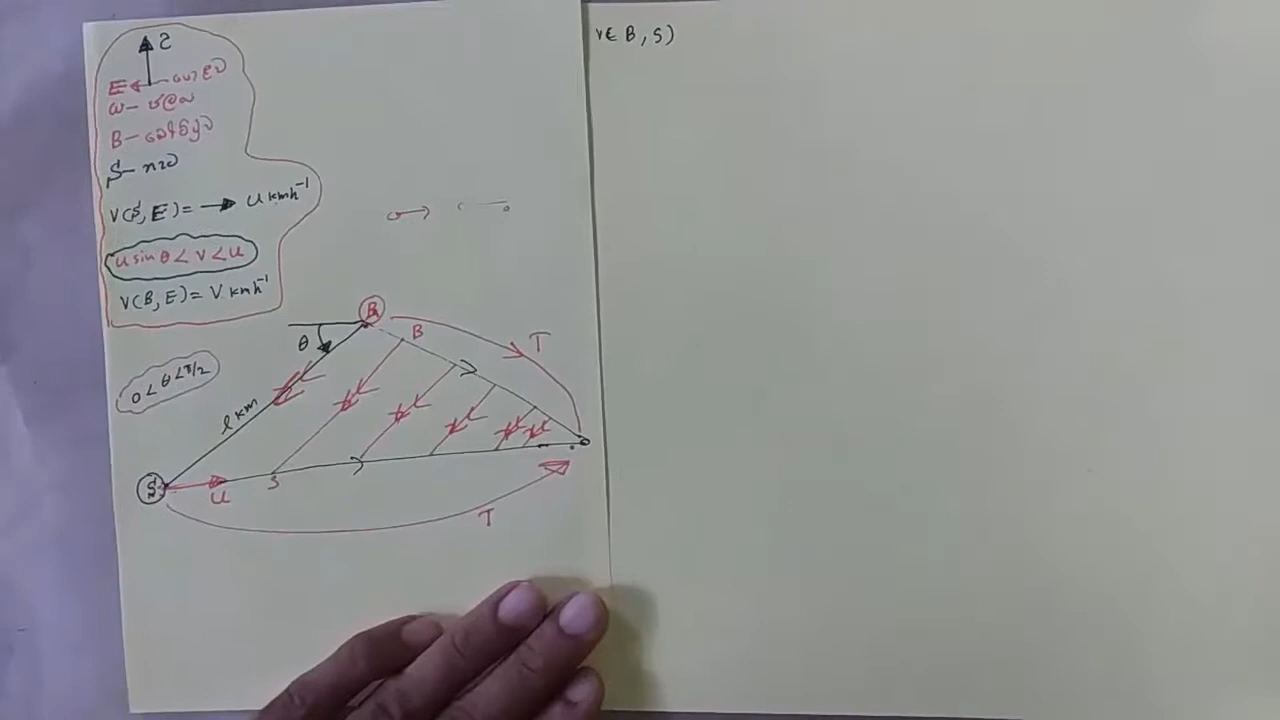 උ
E
W-
B- බෝට්ටුව
S- නැව
V(S, E) = → u kmh⁻¹
u sin θ < v < u
V(B, E) = V kmh⁻¹
B
B
T
θ
0 < θ < π/2
l km
S
u
S
T
V(B, S)